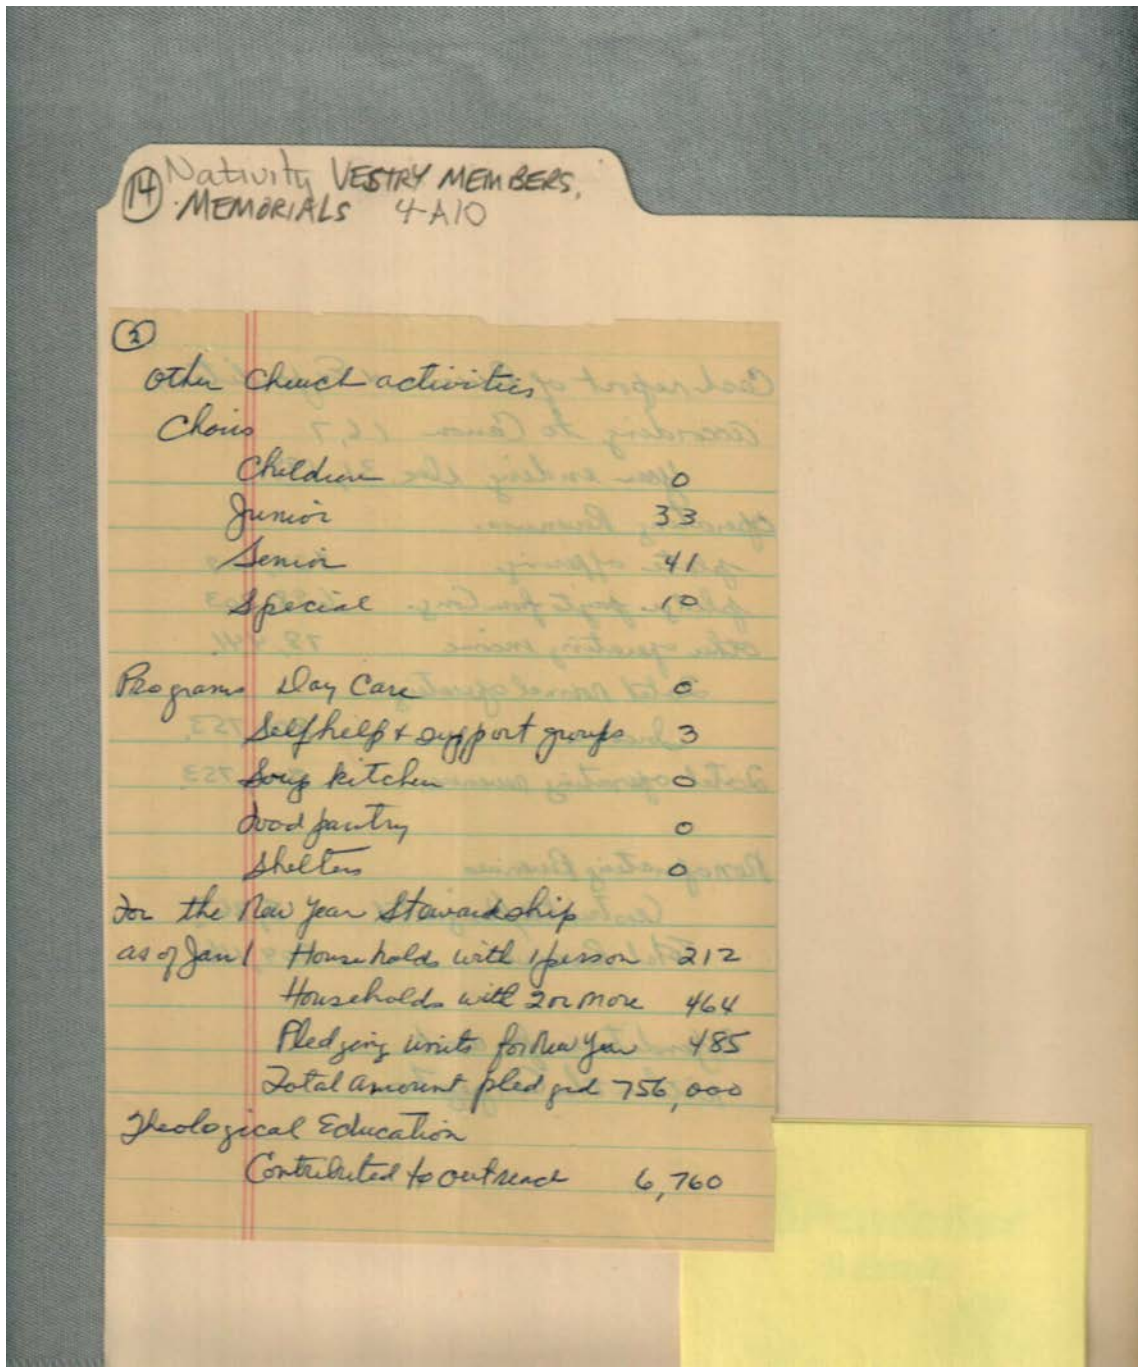 14 Nativity VESTRY MEMBERS,
MEMORIALS 4-A10
2
Other Church activities
Choirs
Children 0
Junior 33
Senior 41
Special 10
Programs Day Care 0
Self help + support groups 3
Soup kitchen 0
Food pantry 0
Shelters 0
For the New Year Stewardship
as of Jan 1 Households with 1 person 212
Households with 2 or more 464
Pledging units for New Year 485
Total amount pledged 756,000
Theological Education
Contributed to outreach 6,760